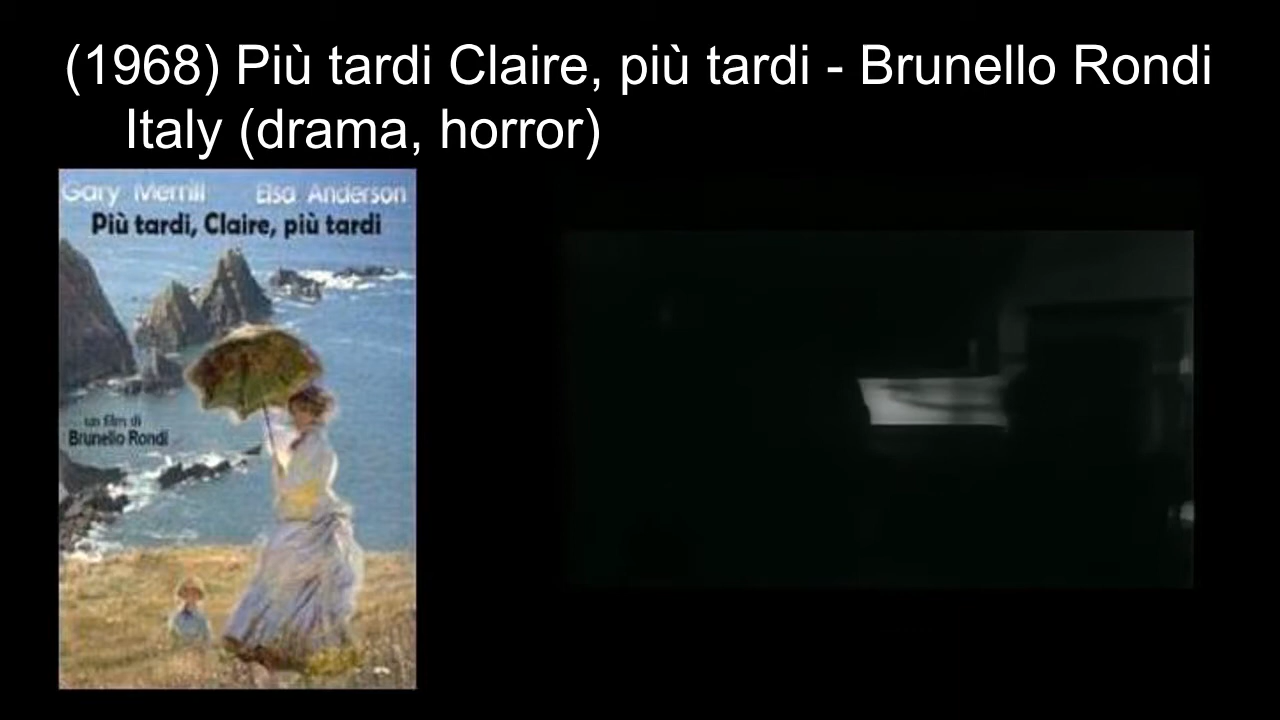 (1968) Più tardi Claire, più tardi - Brunello Rondi
Italy (drama, horror)
Gary Merrill Elsa Anderson
Più tardi, Claire, più tardi
un film di
Brunello Rondi